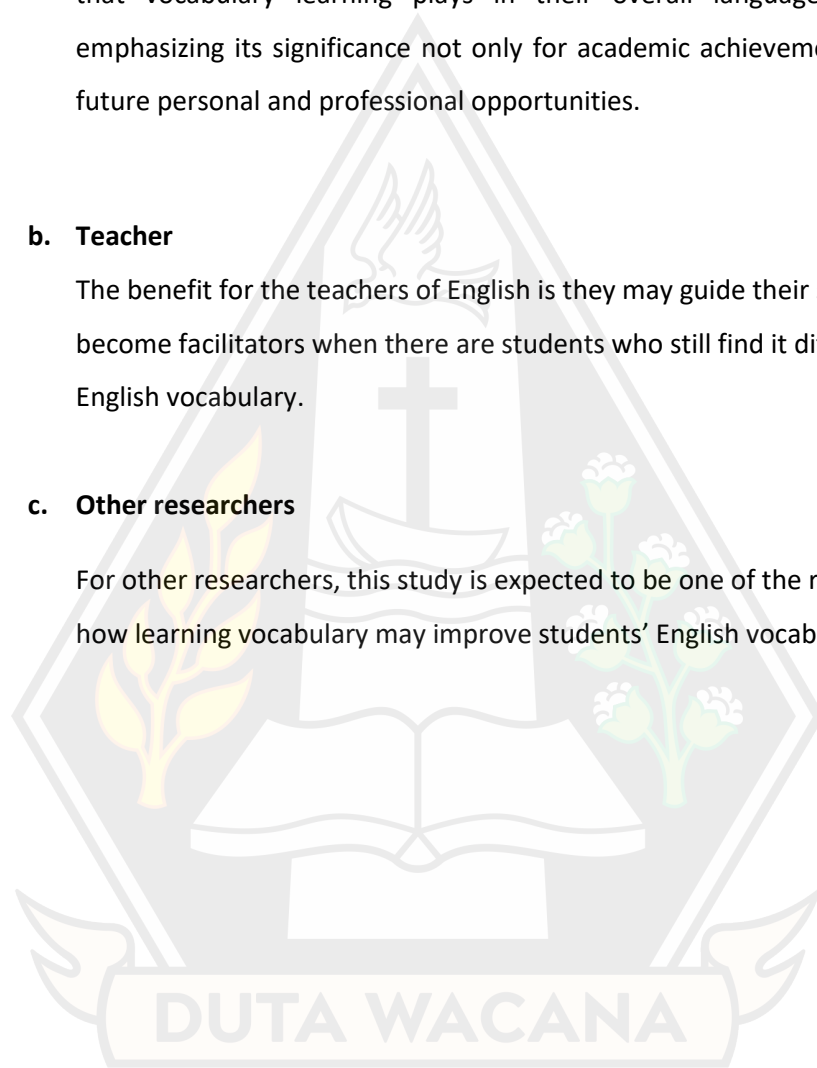 that vocabulary learning plays in their overall language
emphasizing its significance not only for academic
future personal and professional opportunities.
b. Teacher
The benefit for the teachers of English is they may guide their
become facilitators when there are students who still find it
English vocabulary.
c. Other researchers
For other researchers, this study is expected to be one of the
how learning vocabulary may improve students’ English
DUTA WACANA